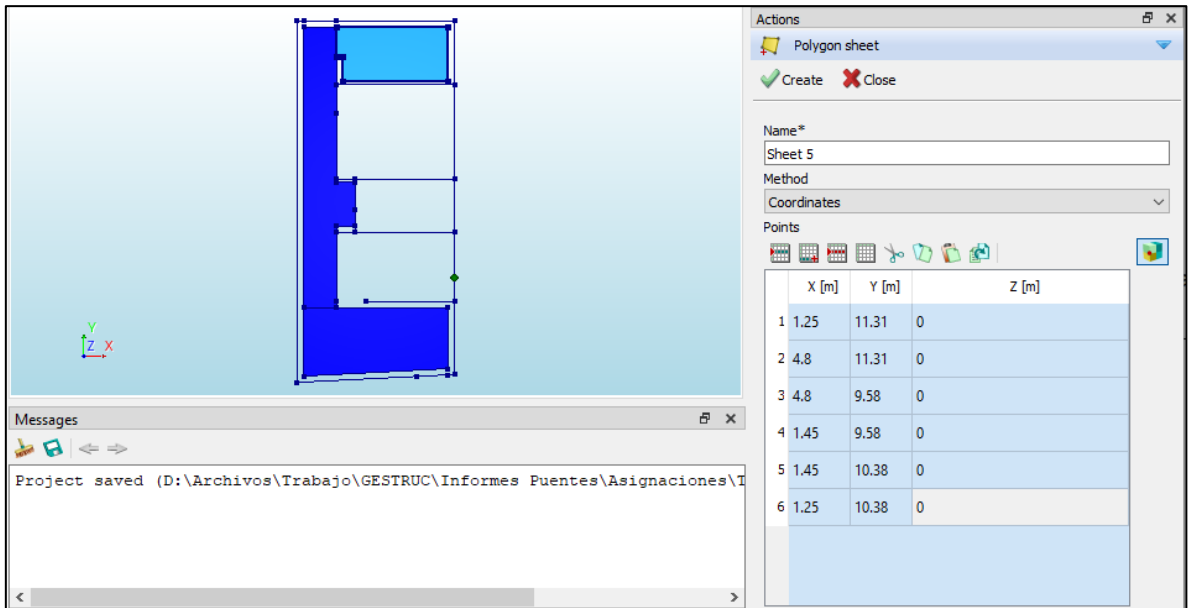 Actions
Polygon sheet
Create Close
Name*
Sheet 5
Method
Coordinates
Points
X [m] Y [m] Z [m]
1 1.25 11.31 0
2 4.8 11.31 0
3 4.8 9.58 0
4 1.45 9.58 0
5 1.45 10.38 0
6 1.25 10.38 0
Y
Z X
Messages
Project saved (D:\Archivos\Trabajo\GESTRUC\Informes Puentes\Asignaciones\T